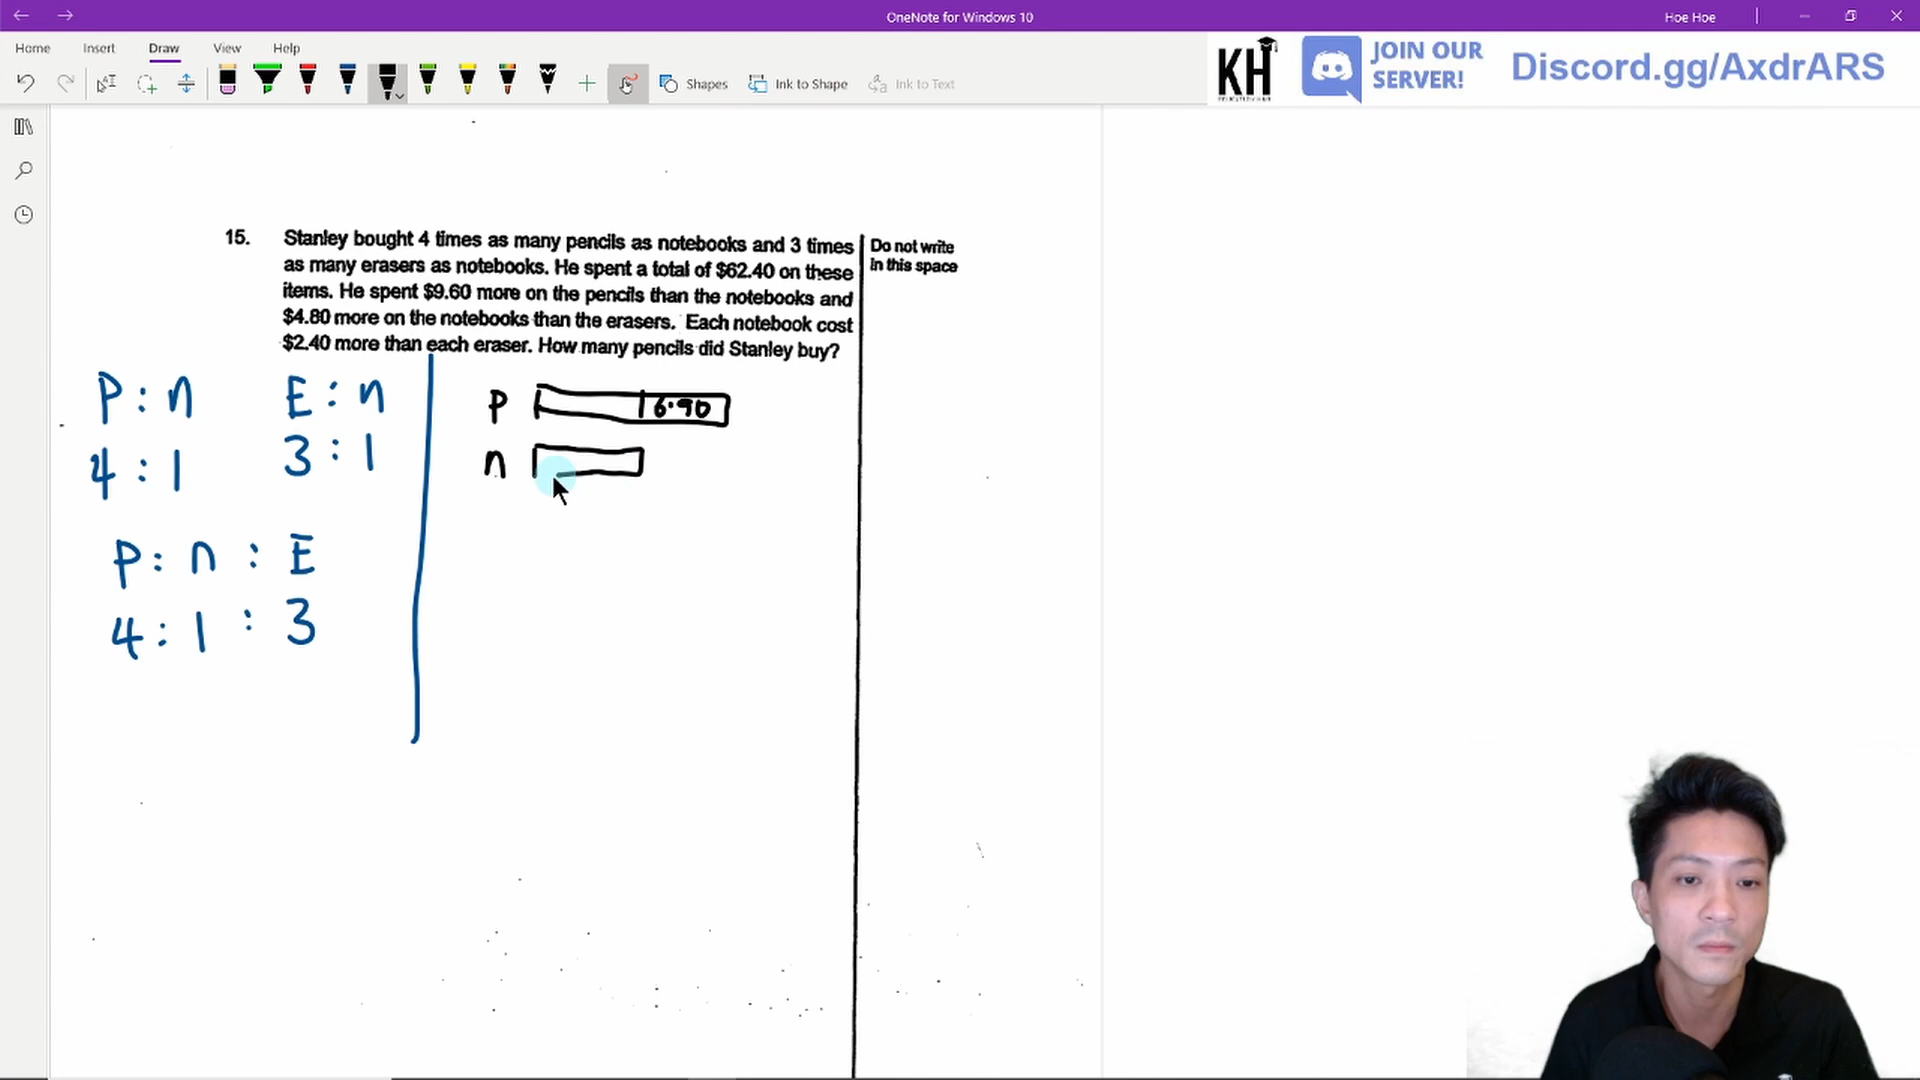 OneNote for Windows 10
Hoe Hoe
Home Insert Draw View Help
Shapes
Ink to Shape
Ink to Text
KH
JOIN OUR
SERVER!
Discord.gg/AxdrARS
15. Stanley bought 4 times as many pencils as notebooks and 3 times
as many erasers as notebooks. He spent a total of $62.40 on these
items. He spent $9.60 more on the pencils than the notebooks and
$4.80 more on the notebooks than the erasers. Each notebook cost
$2.40 more than each eraser. How many pencils did Stanley buy?
Do not write
in this space
P : n
4 : 1
E : n
3 : 1
P : n : E
4 : 1 : 3
P 6.90
n